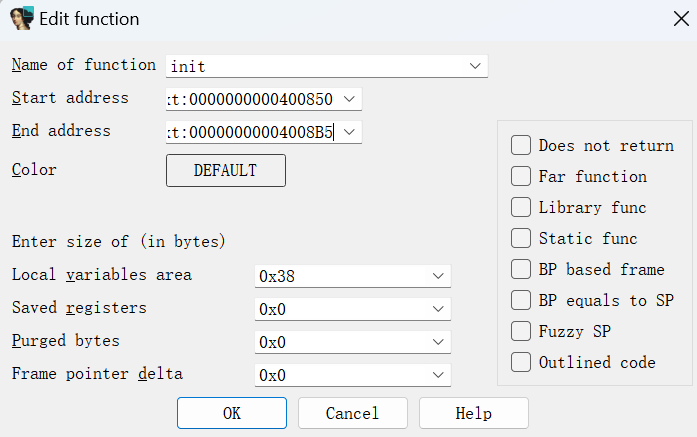 Edit function
Name of function init
Start address :t:0000000000400850
End address :t:00000000004008B5
Color DEFAULT
Does not return
Far function
Library func
Static func
BP based frame
BP equals to SP
Fuzzy SP
Outlined code
Enter size of (in bytes)
Local variables area 0x38
Saved registers 0x0
Purged bytes 0x0
Frame pointer delta 0x0
OK Cancel Help